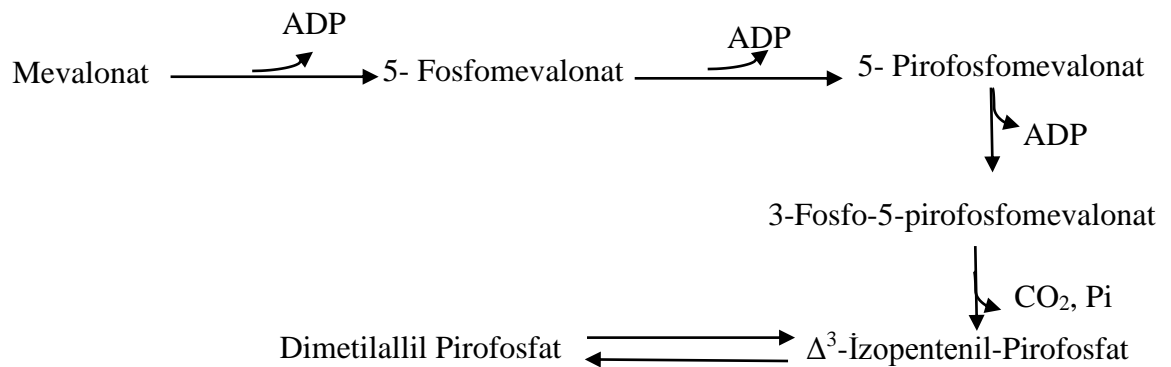 ADP ADP
Mevalonat 5- Fosfomevalonat 5- Pirofosfomevalonat
ADP
3-Fosfo-5-pirofosfomevalonat
CO₂, Pi
Dimetilallil Pirofosfat Δ³-İzopentenil-Pirofosfat